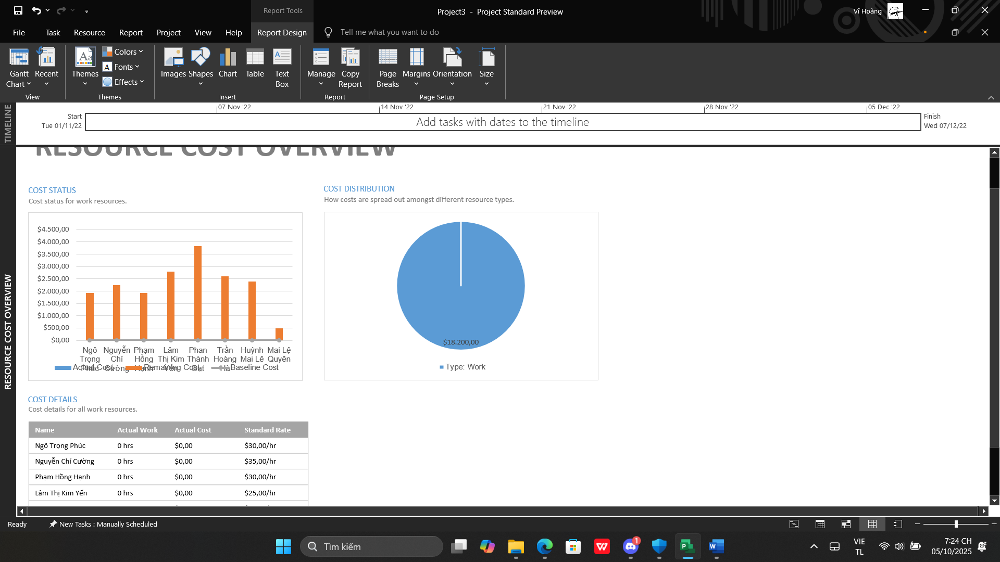 Report Tools
Project3 - Project Standard Preview
Vĩ Hoàng
File Task Resource Report Project View Help Report Design Tell me what you want to do
Gantt Chart
Recent
View
Themes
Colors
Fonts
Effects
Themes
Images
Shapes
Chart
Table
Text Box
Insert
Manage
Copy Report
Report
Page Breaks
Margins
Orientation
Size
Page Setup
TIMELINE
07 Nov '22 14 Nov '22 21 Nov '22 28 Nov '22 05 Dec '22
Start
Tue 01/11/22
Add tasks with dates to the timeline
Finish
Wed 07/12/22
RESOURCE COST OVERVIEW
RESOURCE COST OVERVIEW
COST STATUS
Cost status for work resources.
$4.500,00
$4.000,00
$3.500,00
$3.000,00
$2.500,00
$2.000,00
$1.500,00
$1.000,00
$500,00
$0,00
Ngô Trọng Phúc
Nguyễn Chí Cường
Phạm Hồng Hạnh
Lâm Thị Kim Yến
Phan Thành Đạt
Trần Hoàng Hà
Huỳnh Mai Lê
Mai Lệ Quyên
Actual Cost Remaining Cost Baseline Cost
COST DISTRIBUTION
How costs are spread out amongst different resource types.
$18.200,00
Type: Work
COST DETAILS
Cost details for all work resources.
Name Actual Work Actual Cost Standard Rate
Ngô Trọng Phúc 0 hrs $0,00 $30,00/hr
Nguyễn Chí Cường 0 hrs $0,00 $35,00/hr
Phạm Hồng Hạnh 0 hrs $0,00 $30,00/hr
Lâm Thị Kim Yến 0 hrs $0,00 $25,00/hr
Ready New Tasks : Manually Scheduled
Tìm kiếm
1
VIE
TL
7:24 CH
05/10/2025